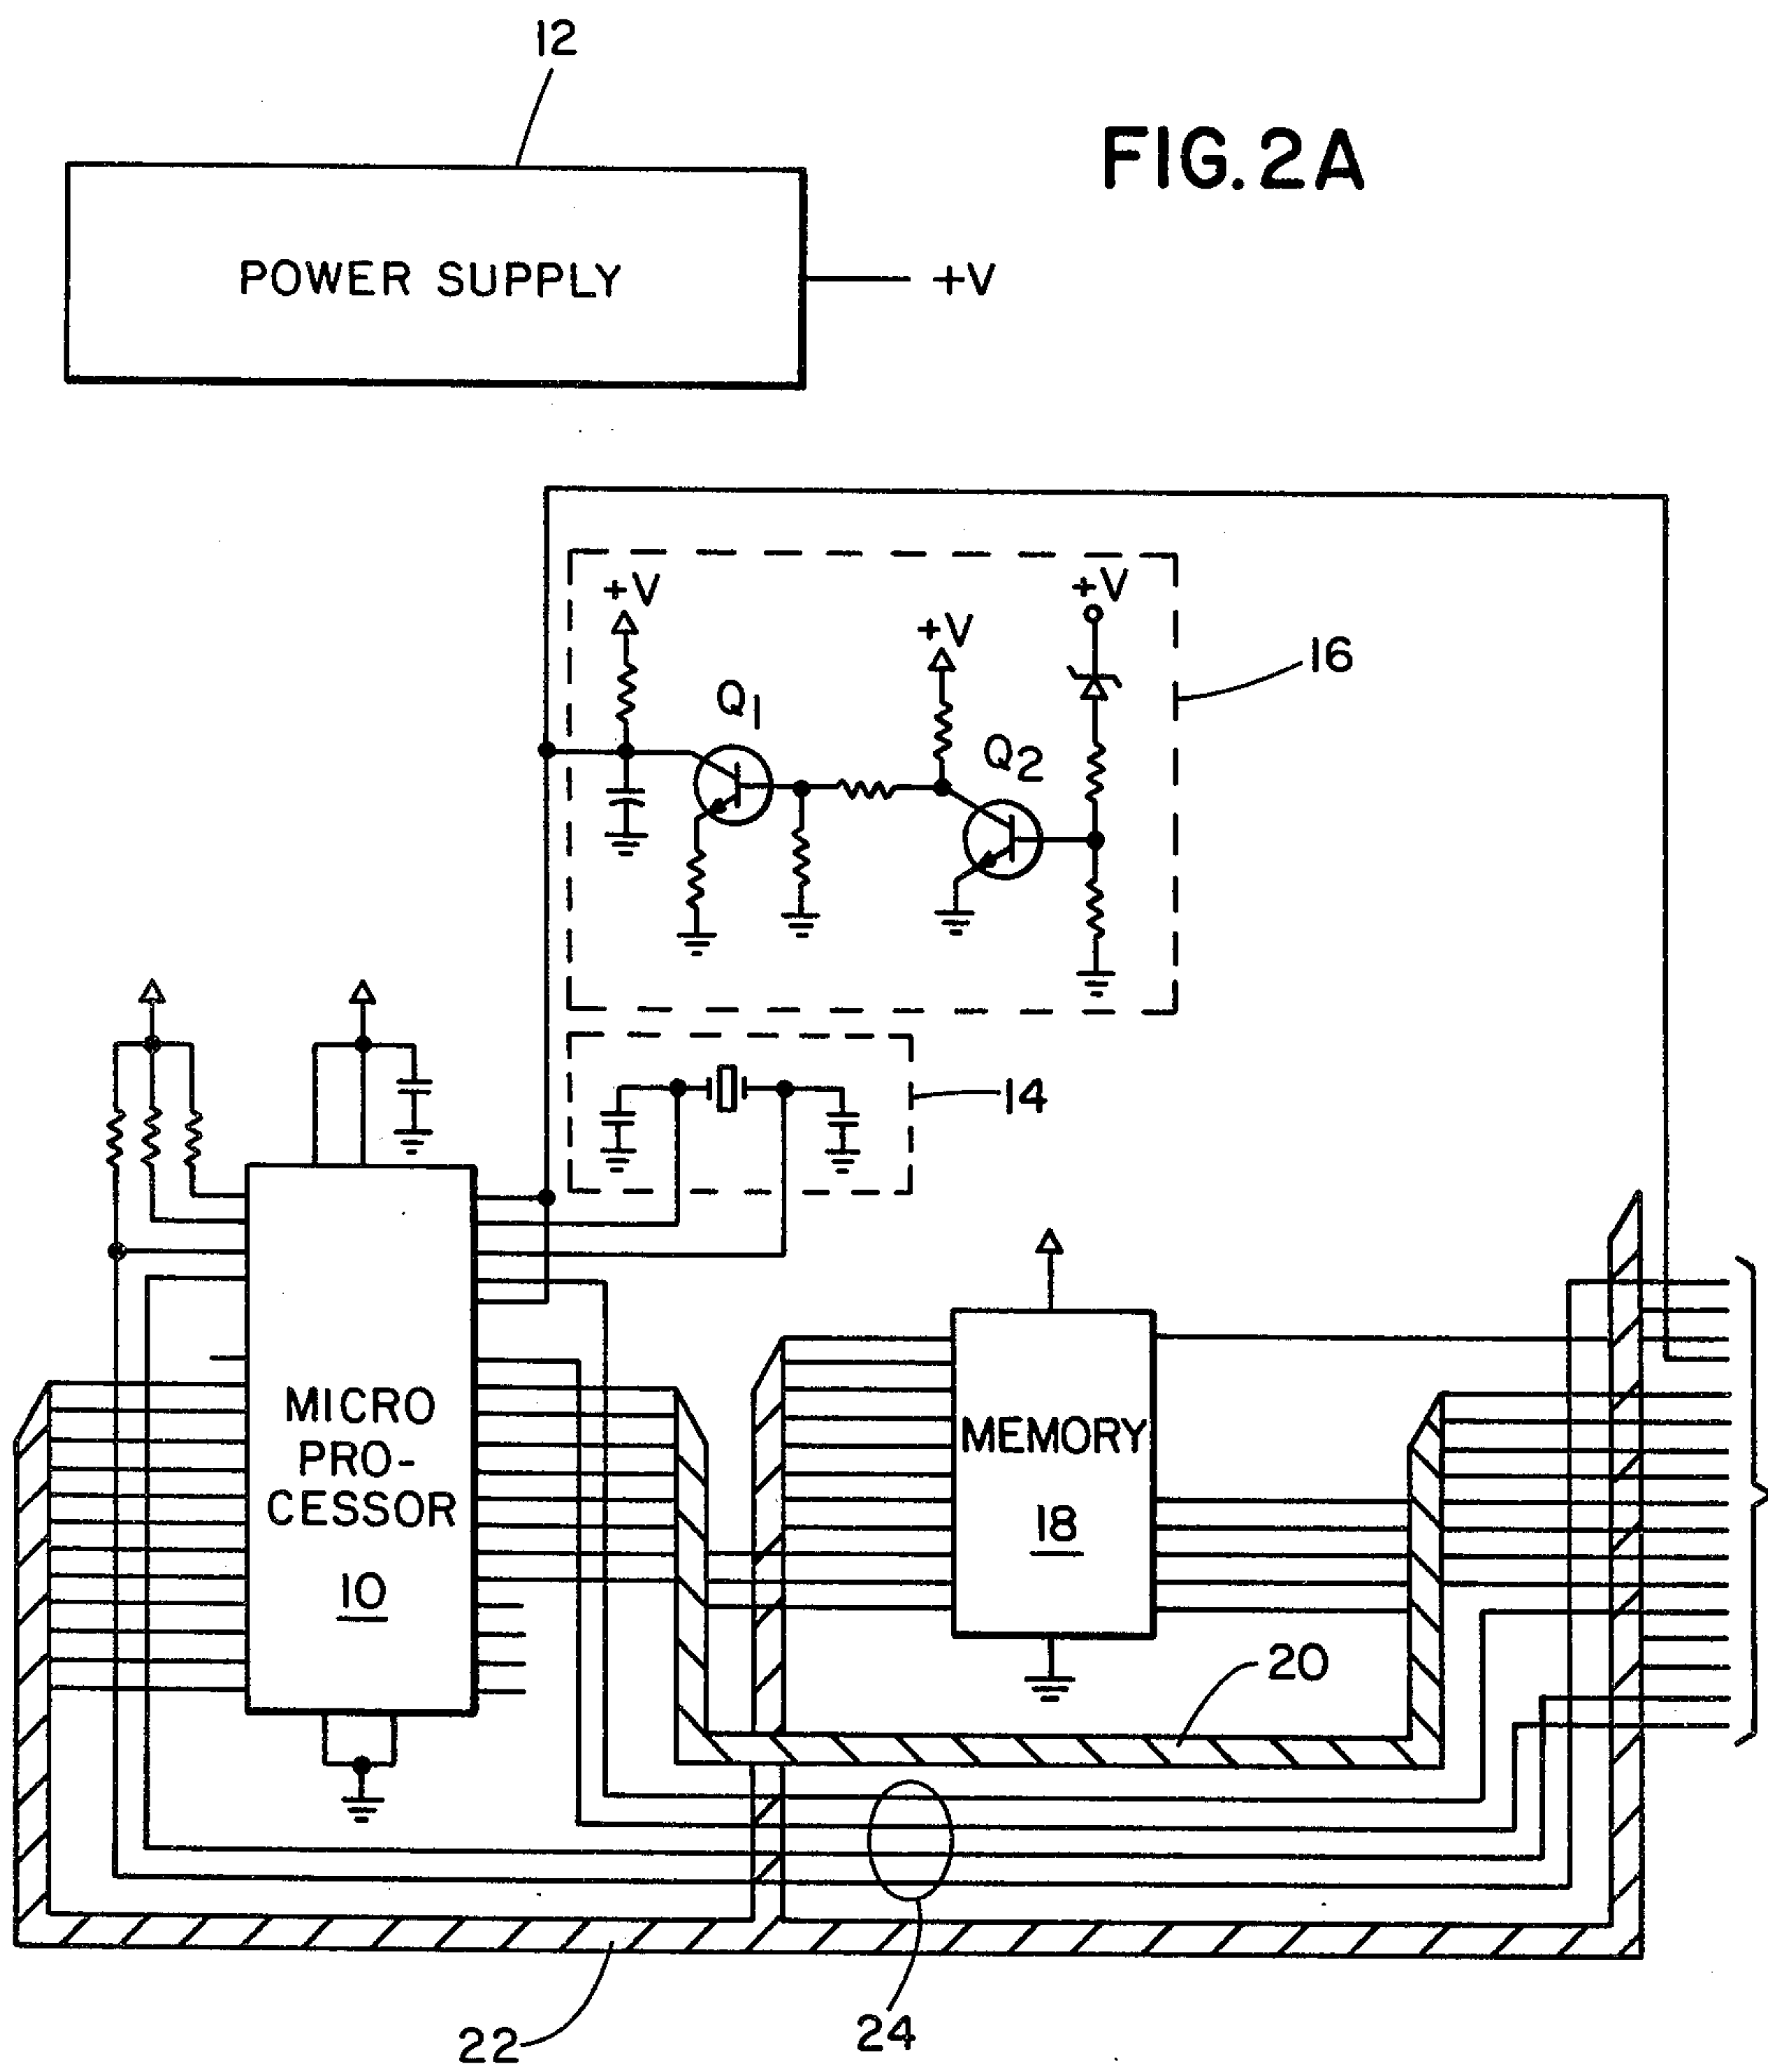 12
FIG. 2A
POWER SUPPLY
+V
+V
+V
+V
16
Q1
Q2
14
MICRO
PRO-
CESSOR
10
MEMORY
18
20
24
22